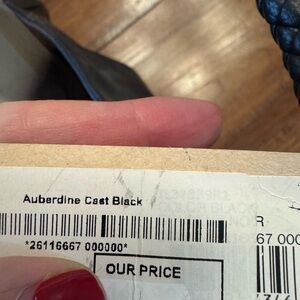 Auberdine Cast Black
*26116667 000000*
OUR PRICE
R
67 000